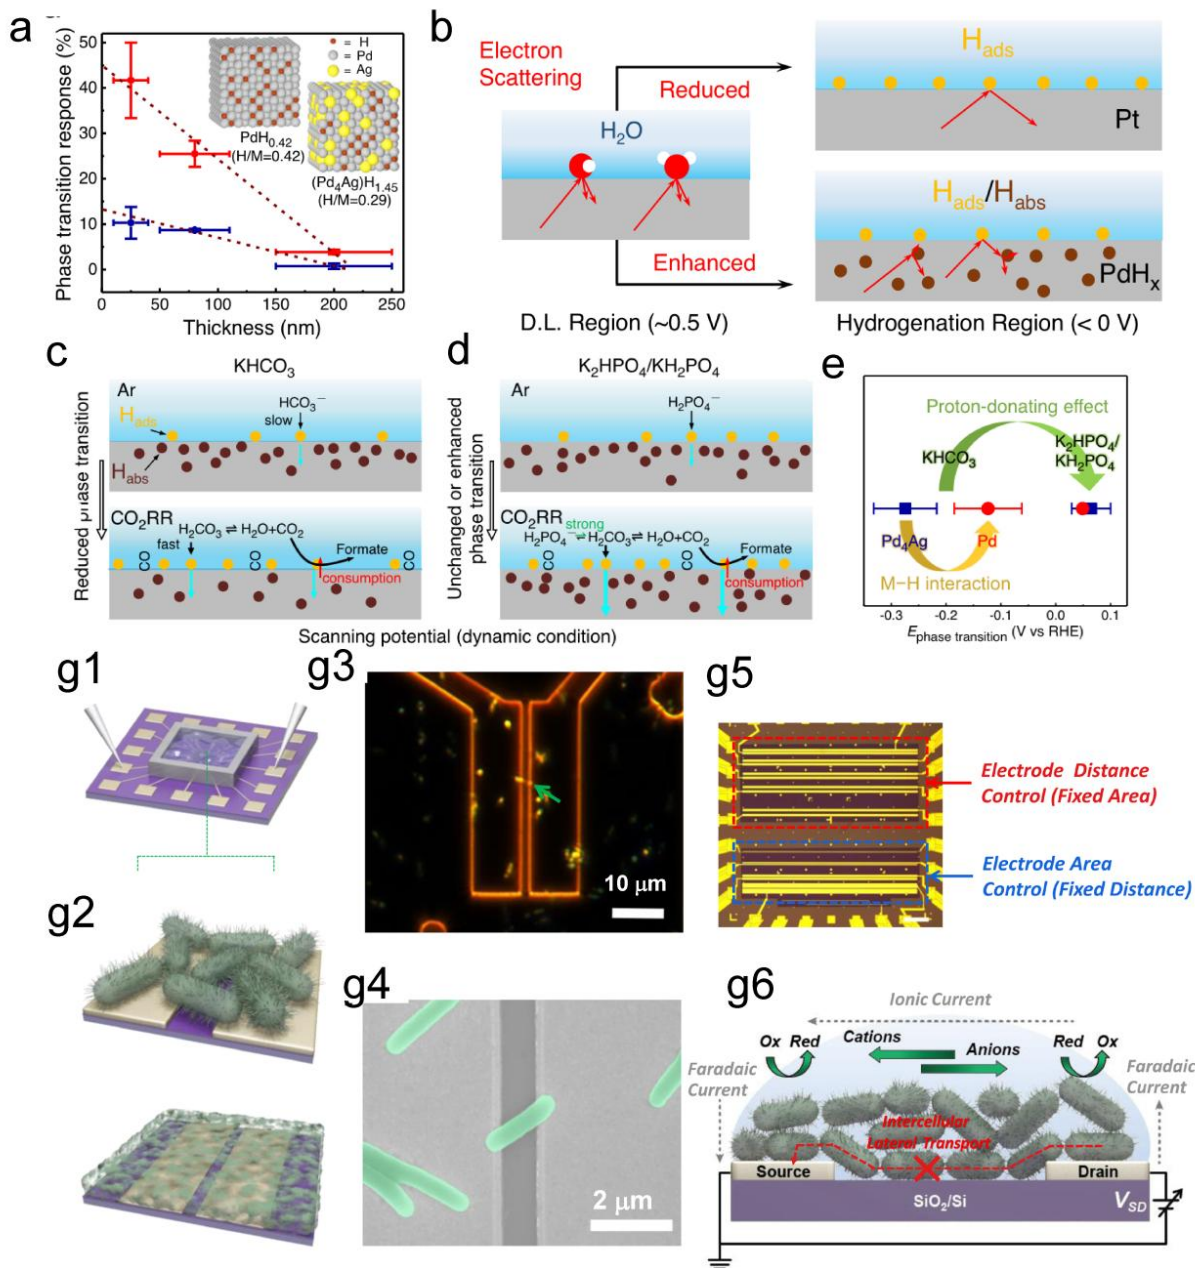 a
Phase transition response (%)
50
40
30
20
10
0
0 50 100 150 200 250
Thickness (nm)
= H
= Pd
= Ag
PdH0.42
(H/M=0.42)
(Pd4Ag)H1.45
(H/M=0.29)
b
Electron
Scattering
Reduced
H2O
Enhanced
D.L. Region (~0.5 V)
Hads
Pt
Hads/Habs
PdHx
Hydrogenation Region (< 0 V)
c
KHCO3
Reduced phase transition
Ar
HCO3−
slow
Hads
Habs
CO2RR
H2CO3 ⇌ H2O+CO2
fast
CO
CO
Formate
CO
consumption
d
K2HPO4/KH2PO4
Unchanged or enhanced
phase transition
Ar
H2PO4−
CO2RR
strong
H2PO4− ⇌ H2CO3 ⇌ H2O+CO2
CO
CO
Formate
consumption
Scanning potential (dynamic condition)
e
Proton-donating effect
KHCO3
K2HPO4/
KH2PO4
Pd4Ag
Pd
M−H interaction
-0.3 -0.2 -0.1 0.0 0.1
Ephase transition (V vs RHE)
g1
g2
g3
10 μm
g4
2 μm
g5
Electrode Distance
Control (Fixed Area)
Electrode Area
Control (Fixed Distance)
g6
Ionic Current
Ox Red
Cations
Anions
Red Ox
Faradaic
Current
Faradaic
Current
Intercellular
Lateral Transport
Source
Drain
SiO2/Si
VSD